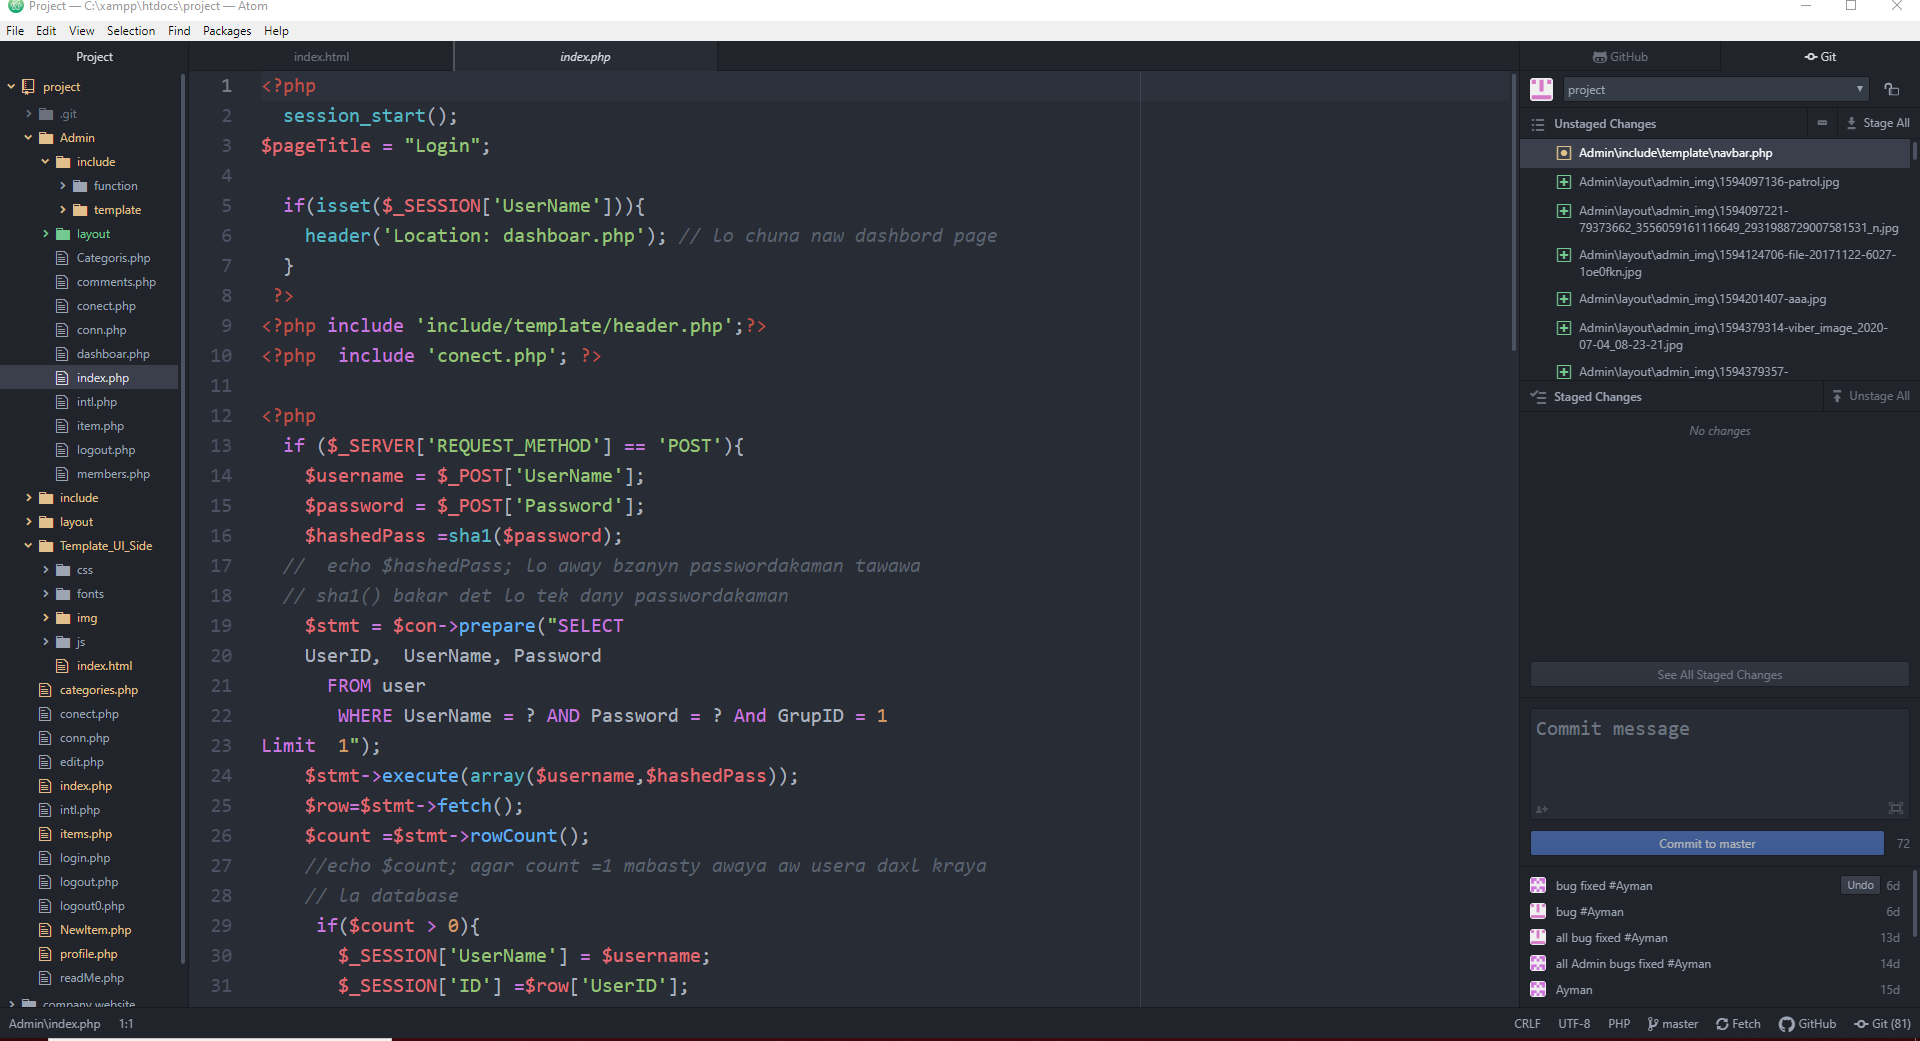 Project — C:\xampp\htdocs\project — Atom
File Edit View Selection Find Packages Help
Project
project
.git
Admin
include
function
template
layout
Categoris.php
comments.php
conect.php
conn.php
dashboar.php
index.php
intl.php
item.php
logout.php
members.php
include
layout
Template_UI_Side
css
fonts
img
js
index.html
categories.php
conect.php
conn.php
edit.php
index.php
intl.php
items.php
login.php
logout.php
logout0.php
NewItem.php
profile.php
readMe.php
company website
index.html
index.php
1 <?php
2   session_start();
3 $pageTitle = "Login";
4
5   if(isset($_SESSION['UserName'])){
6     header('Location: dashboar.php'); // lo chuna naw dashbord page
7   }
8  ?>
9 <?php include 'include/template/header.php';?>
10 <?php  include 'conect.php'; ?>
11
12 <?php
13   if ($_SERVER['REQUEST_METHOD'] == 'POST'){
14     $username = $_POST['UserName'];
15     $password = $_POST['Password'];
16     $hashedPass =sha1($password);
17   //  echo $hashedPass; lo away bzanyn passwordakaman tawawa
18   // sha1() bakar det lo tek dany passwordakaman
19     $stmt = $con->prepare("SELECT
20     UserID,  UserName, Password
21       FROM user
22        WHERE UserName = ? AND Password = ? And GrupID = 1
23 Limit  1");
24     $stmt->execute(array($username,$hashedPass));
25     $row=$stmt->fetch();
26     $count =$stmt->rowCount();
27     //echo $count; agar count =1 mabasty awaya aw usera daxl kraya
28     // la database
29      if($count > 0){
30        $_SESSION['UserName'] = $username;
31        $_SESSION['ID'] =$row['UserID'];
GitHub
Git
project
Unstaged Changes
Stage All
Admin\include\template\navbar.php
Admin\layout\admin_img\1594097136-patrol.jpg
Admin\layout\admin_img\1594097221-
79373662_3556059161116649_2931988729007581531_n.jpg
Admin\layout\admin_img\1594124706-file-20171122-6027-
1oe0fkn.jpg
Admin\layout\admin_img\1594201407-aaa.jpg
Admin\layout\admin_img\1594379314-viber_image_2020-
07-04_08-23-21.jpg
Admin\layout\admin_img\1594379357-
Staged Changes
Unstage All
No changes
See All Staged Changes
Commit message
Commit to master
72
bug fixed #Ayman Undo 6d
bug #Ayman 6d
all bug fixed #Ayman 13d
all Admin bugs fixed #Ayman 14d
Ayman 15d
Admin\index.php 1:1
CRLF UTF-8 PHP master Fetch GitHub Git (81)